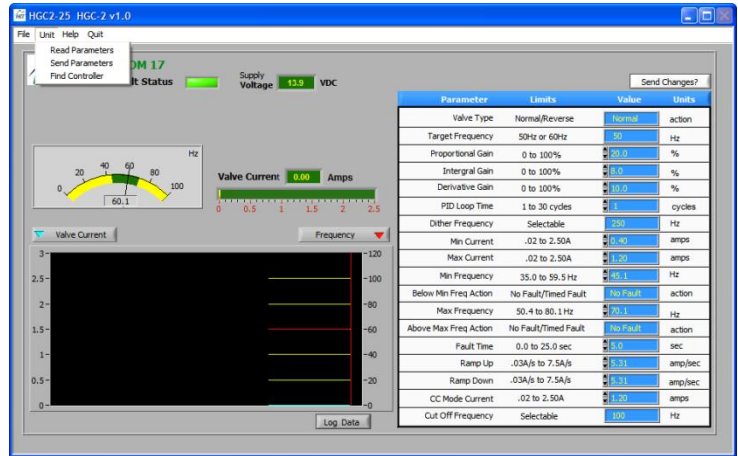 HGC2-25 HGC-2 v1.0
File Unit Help Quit
Read Parameters
Send Parameters
Find Controller
OM 17
lt Status
Supply
Voltage 13.9 VDC
Send Changes?
Parameter Limits Value Units
Valve Type Normal/Reverse Normal action
Target Frequency 50Hz or 60Hz 50 Hz
Proportional Gain 0 to 100% 20.0 %
Intergral Gain 0 to 100% 8.0 %
Derivative Gain 0 to 100% 10.0 %
PID Loop Time 1 to 30 cycles 1 cycles
Dither Frequency Selectable 250 Hz
Min Current .02 to 2.50A 0.40 amps
Max Current .02 to 2.50A 1.20 amps
Min Frequency 35.0 to 59.5 Hz 45.1 Hz
Below Min Freq Action No Fault/Timed Fault No Fault action
Max Frequency 50.4 to 80.1 Hz 70.1 Hz
Above Max Freq Action No Fault/Timed Fault No Fault action
Fault Time 0.0 to 25.0 sec 5.0 sec
Ramp Up .03A/s to 7.5A/s 5.31 amp/sec
Ramp Down .03A/s to 7.5A/s 5.31 amp/sec
CC Mode Current .02 to 2.50A 1.20 amps
Cut Off Frequency Selectable 100 Hz
Hz
0 20 40 60 80 100
60.1
Valve Current 0.00 Amps
0 0.5 1 1.5 2 2.5
Valve Current Frequency
3 120
2.5 100
2 80
1.5 60
1 40
0.5 20
0 0
Log Data